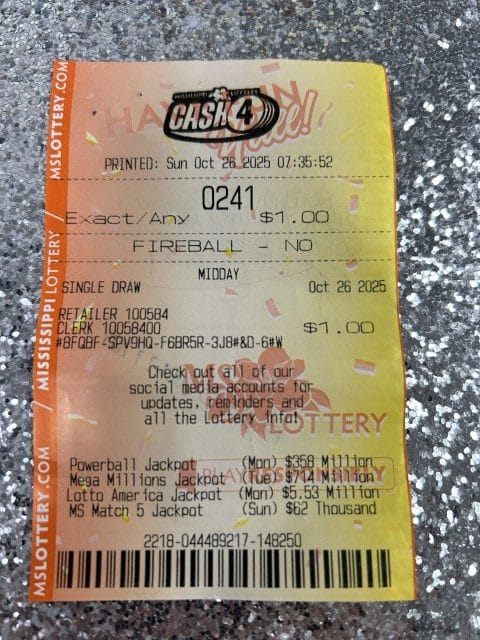 MISSISSIPPI LOTTERY
CASH 4
PRINTED: Sun Oct 26 2025 07:35:52
0241
Exact/Any $1.00
FIREBALL - NO
MIDDAY
SINGLE DRAW Oct 26 2025
RETAILER 100584
CLERK 10058400 $1.00
#8FQBF-SPV9HQ-F6BR5R-3J8#&D-6#W
Check out all of our
social media accounts for
updates, reminders and
all the Lottery info!
MS
LOTTERY
Powerball Jackpot (Mon) $358 Million
Mega Millions Jackpot (Tue) $714 Million
Lotto America Jackpot (Mon) $5.53 Million
MS Match 5 Jackpot (Sun) $62 Thousand
2218-044489217-148250
MSLOTTERY.COM / MISSISSIPPI LOTTERY / MSLOTTERY.COM